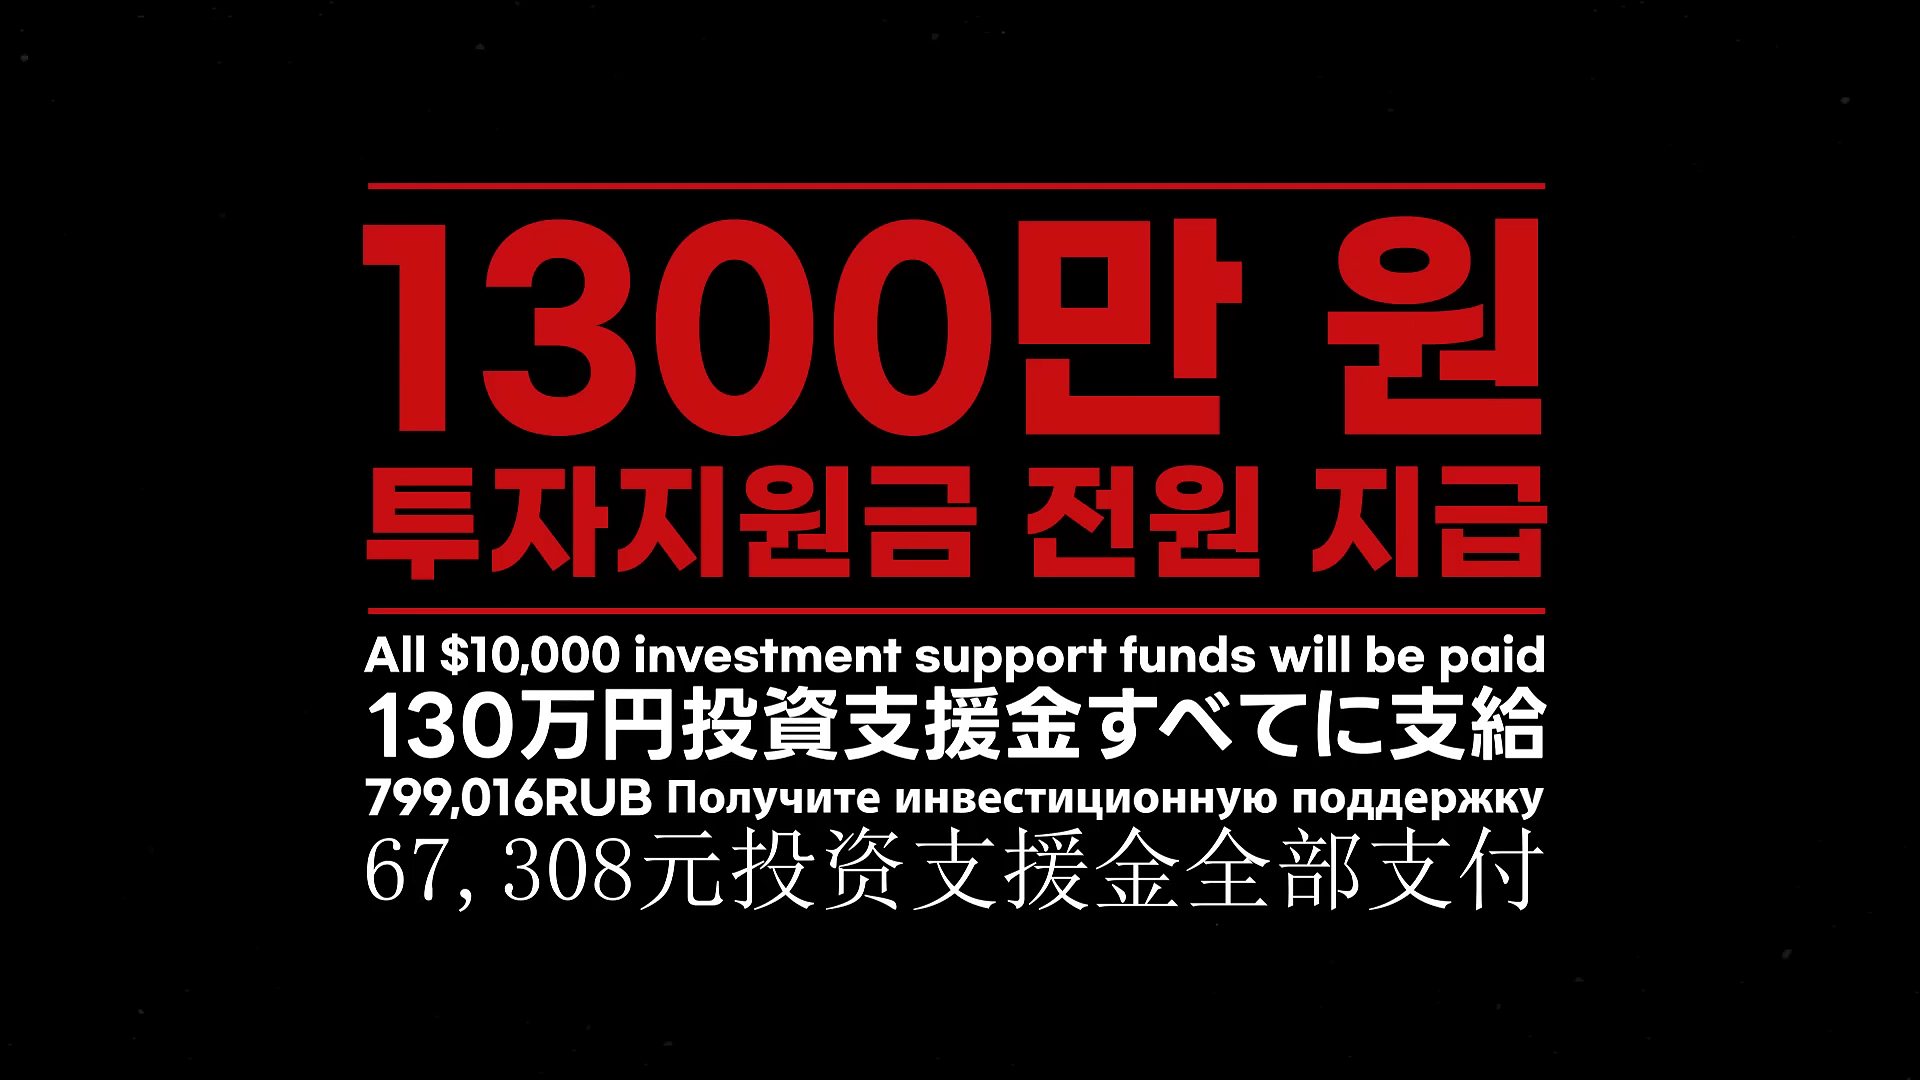 1300만 원
투자지원금 전원 지급
All $10,000 investment support funds will be paid
130万円投資支援金すべてに支給
799,016RUB Получите инвестиционную поддержку
67,308元投资支援金全部支付